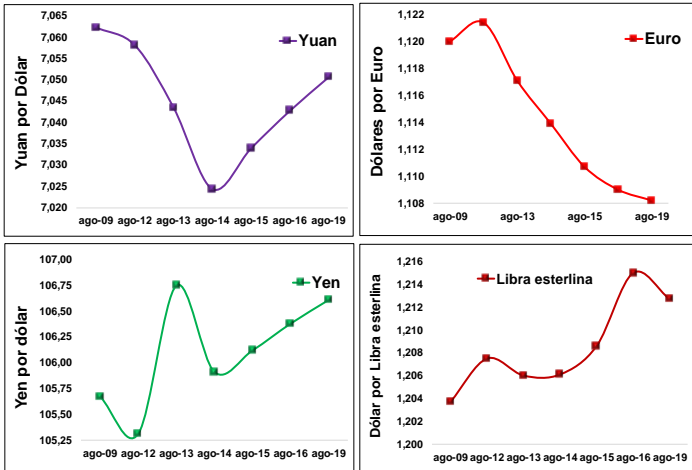 Yuan por Dólar
7,065
7,060
7,055
7,050
7,045
7,040
7,035
7,030
7,025
7,020
Yuan
ago-09 ago-12 ago-13 ago-14 ago-15 ago-16 ago-19
Dólares por Euro
1,122
1,120
1,118
1,116
1,114
1,112
1,110
1,108
Euro
ago-09 ago-13 ago-15 ago-19
Yen por dólar
107,00
106,75
106,50
106,25
106,00
105,75
105,50
105,25
Yen
ago-09 ago-12 ago-13 ago-14 ago-15 ago-16 ago-19
Dólar por Libra esterlina
1,216
1,214
1,212
1,210
1,208
1,206
1,204
1,202
1,200
Libra esterlina
ago-09 ago-12 ago-13 ago-14 ago-15 ago-16 ago-19